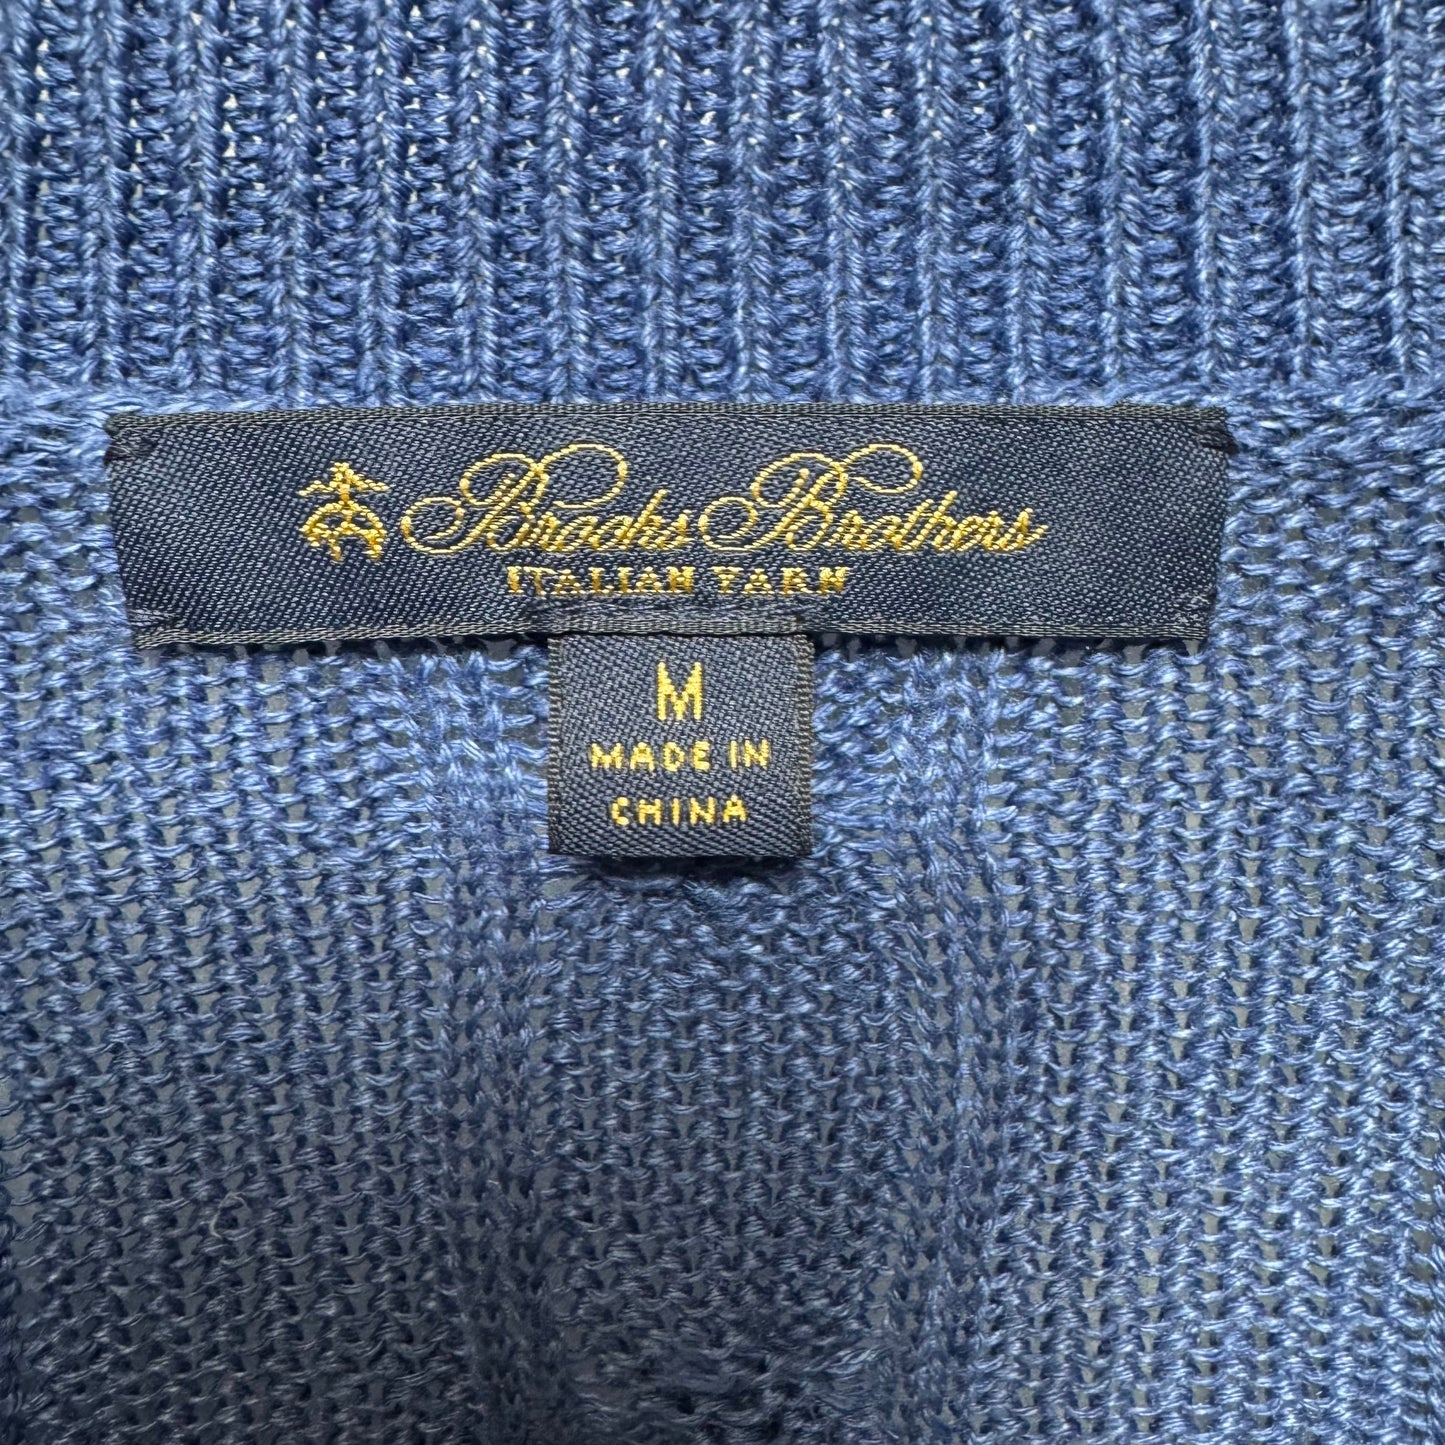 Brooks Brothers
ITALIAN YARN
M
MADE IN
CHINA